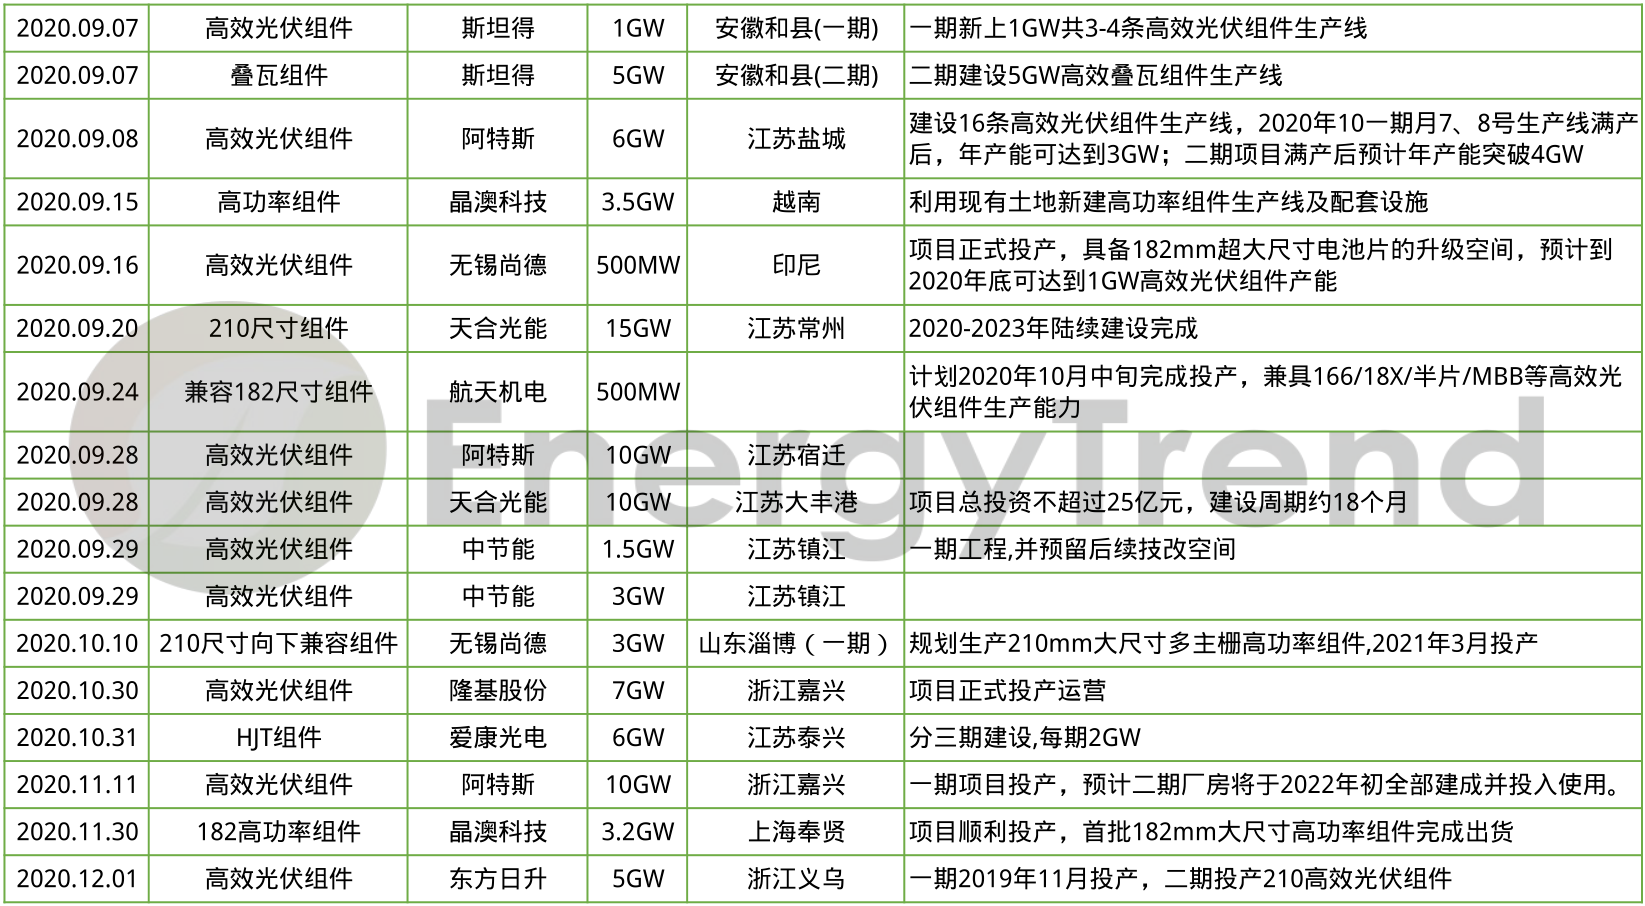 2020.09.07 高效光伏组件 斯坦得 1GW 安徽和县(一期) 一期新上1GW共3-4条高效光伏组件生产线
2020.09.07 叠瓦组件 斯坦得 5GW 安徽和县(二期) 二期建设5GW高效叠瓦组件生产线
2020.09.08 高效光伏组件 阿特斯 6GW 江苏盐城 建设16条高效光伏组件生产线，2020年10一期月7、8号生产线满产
后，年产能可达到3GW；二期项目满产后预计年产能突破4GW
2020.09.15 高功率组件 晶澳科技 3.5GW 越南 利用现有土地新建高功率组件生产线及配套设施
2020.09.16 高效光伏组件 无锡尚德 500MW 印尼 项目正式投产，具备182mm超大尺寸电池片的升级空间，预计到
2020年底可达到1GW高效光伏组件产能
2020.09.20 210尺寸组件 天合光能 15GW 江苏常州 2020-2023年陆续建设完成
2020.09.24 兼容182尺寸组件 航天机电 500MW 计划2020年10月中旬完成投产，兼具166/18X/半片/MBB等高效光
伏组件生产能力
2020.09.28 高效光伏组件 阿特斯 10GW 江苏宿迁
2020.09.28 高效光伏组件 天合光能 10GW 江苏大丰港 项目总投资不超过25亿元，建设周期约18个月
2020.09.29 高效光伏组件 中节能 1.5GW 江苏镇江 一期工程,并预留后续技改空间
2020.09.29 高效光伏组件 中节能 3GW 江苏镇江
2020.10.10 210尺寸向下兼容组件 无锡尚德 3GW 山东淄博（一期） 规划生产210mm大尺寸多主栅高功率组件,2021年3月投产
2020.10.30 高效光伏组件 隆基股份 7GW 浙江嘉兴 项目正式投产运营
2020.10.31 HJT组件 爱康光电 6GW 江苏泰兴 分三期建设,每期2GW
2020.11.11 高效光伏组件 阿特斯 10GW 浙江嘉兴 一期项目投产，预计二期厂房将于2022年初全部建成并投入使用。
2020.11.30 182高功率组件 晶澳科技 3.2GW 上海奉贤 项目顺利投产，首批182mm大尺寸高功率组件完成出货
2020.12.01 高效光伏组件 东方日升 5GW 浙江义乌 一期2019年11月投产，二期投产210高效光伏组件
EnergyTrend